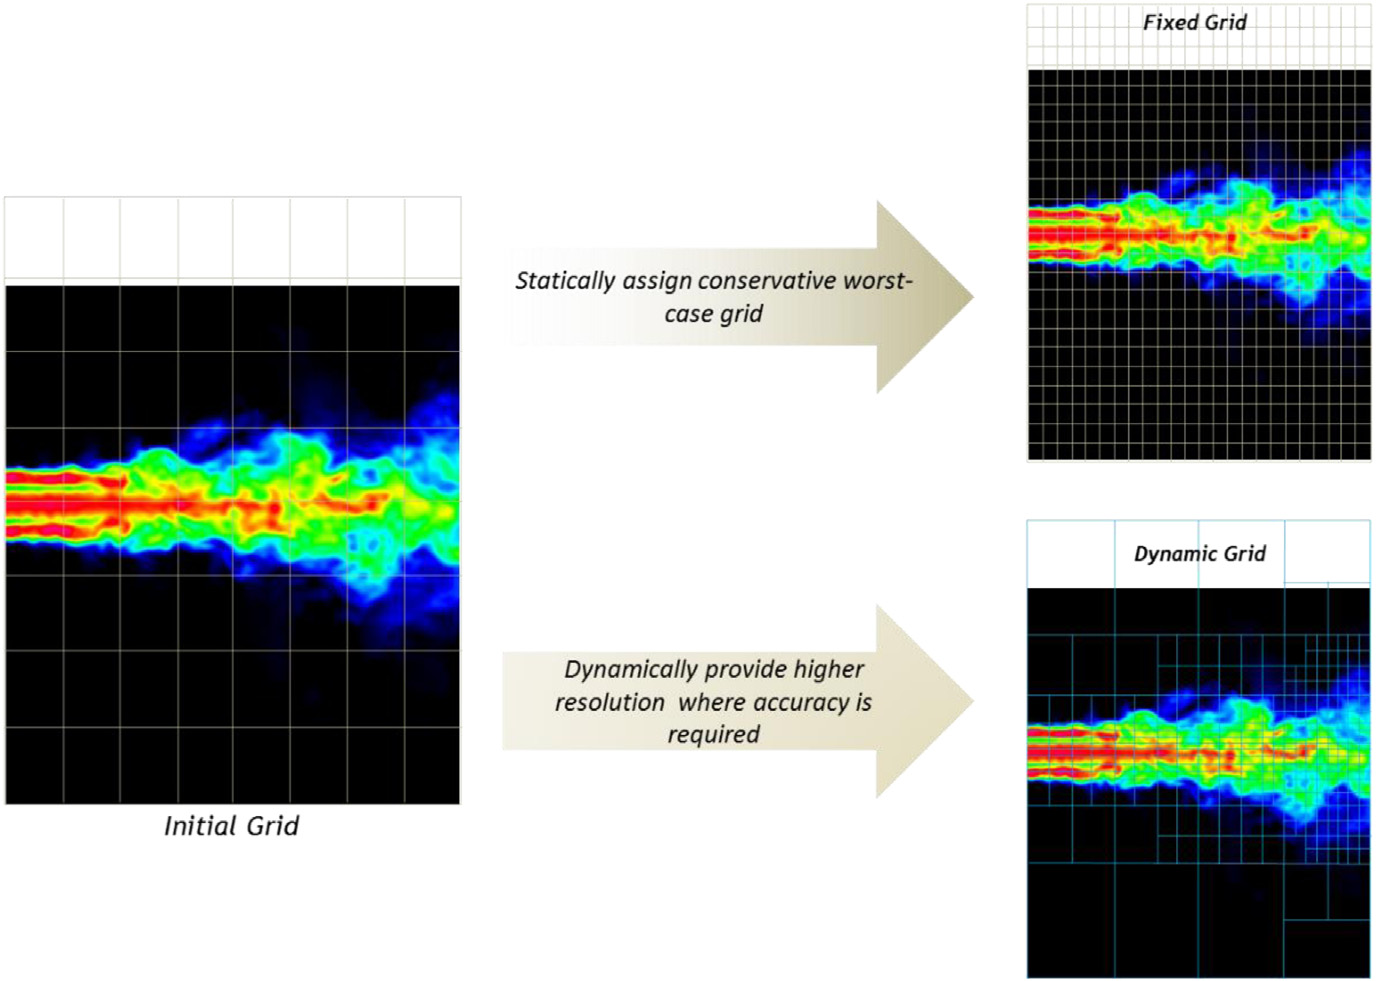 Fixed Grid
Statically assign conservative worst-
case grid
Initial Grid
Dynamic Grid
Dynamically provide higher
resolution where accuracy is
required